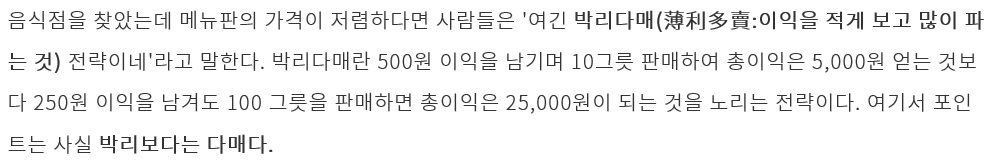 음식점을 찾았는데 메뉴판의 가격이 저렴하다면 사람들은 '여긴 박리다매(薄利多賣:이익을 적게 보고 많이 파
는 것) 전략이네'라고 말한다. 박리다매란 500원 이익을 남기며 10그릇 판매하여 총이익은 5,000원 얻는 것보
다 250원 이익을 남겨도 100 그릇을 판매하면 총이익은 25,000원이 되는 것을 노리는 전략이다. 여기서 포인
트는 사실 박리보다는 다매다.